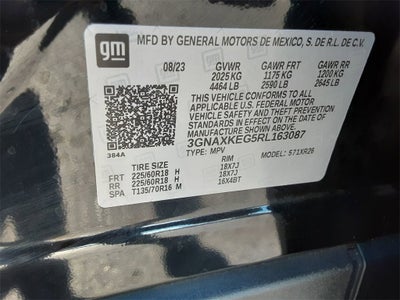 gm
MFD BY GENERAL MOTORS DE MEXICO, S. DE R.L. DE C.V.
08/23 GVWR GAWR FRT GAWR RR
2025 KG 1175 KG 1200 KG
4464 LB 2590 LB 2645 LB
THIS VEHICLE CONFORMS TO ALL
APPLICABLE U.S. FEDERAL MOTOR
VEHICLE SAFETY, BUMPER, AND THEFT
PREVENTION STANDARDS IN EFFECT ON THE
DATE OF MANUFACTURE SHOWN ABOVE.
3GNAXKEG5RL163087
384A TYPE: MPV 571XR26
TIRE SIZE RIM
FRT 225/60R18 H 18X7J
RR 225/60R18 H 18X7J
SPA T135/70R16 M 16X4BT